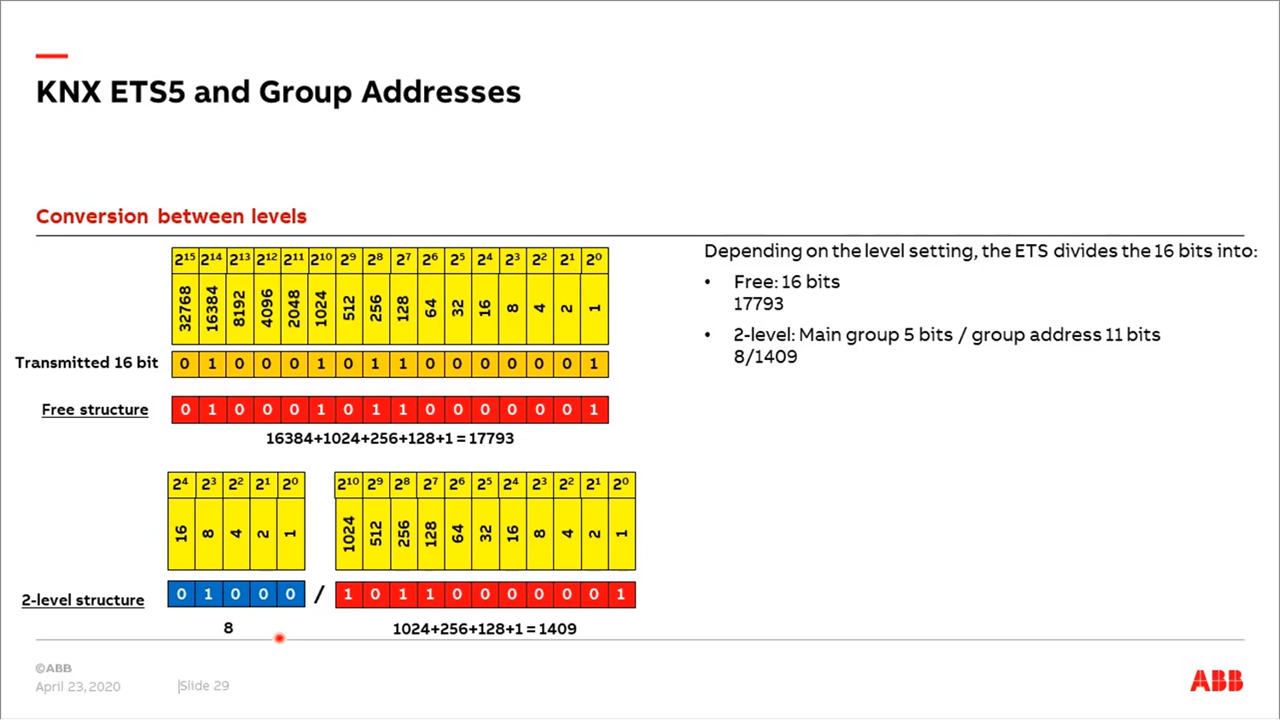 KNX ETS5 and Group Addresses
Conversion between levels
2¹⁵ 2¹⁴ 2¹³ 2¹² 2¹¹ 2¹⁰ 2⁹ 2⁸ 2⁷ 2⁶ 2⁵ 2⁴ 2³ 2² 2¹ 2⁰
32768 16384 8192 4096 2048 1024 512 256 128 64 32 16 8 4 2 1
Transmitted 16 bit 0 1 0 0 0 1 0 1 1 0 0 0 0 0 0 1
Free structure 0 1 0 0 0 1 0 1 1 0 0 0 0 0 0 1
16384+1024+256+128+1 = 17793
2⁴ 2³ 2² 2¹ 2⁰ 2¹⁰ 2⁹ 2⁸ 2⁷ 2⁶ 2⁵ 2⁴ 2³ 2² 2¹ 2⁰
16 8 4 2 1 1024 512 256 128 64 32 16 8 4 2 1
2-level structure 0 1 0 0 0 / 1 0 1 1 0 0 0 0 0 0 1
8 1024+256+128+1 = 1409
Depending on the level setting, the ETS divides the 16 bits into:
• Free: 16 bits
17793
• 2-level: Main group 5 bits / group address 11 bits
8/1409
©ABB
April 23, 2020 |Slide 29
ABB